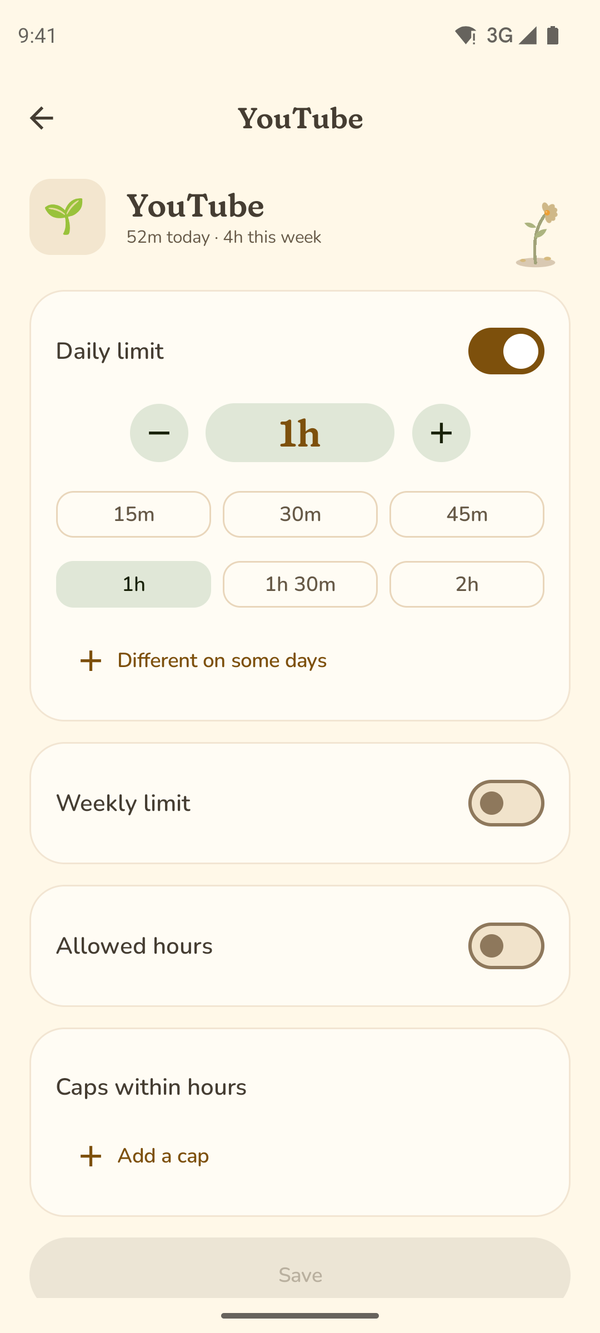 9:41
3G
YouTube
YouTube
52m today · 4h this week
Daily limit
1h
15m
30m
45m
1h
1h 30m
2h
Different on some days
Weekly limit
Allowed hours
Caps within hours
Add a cap
Save